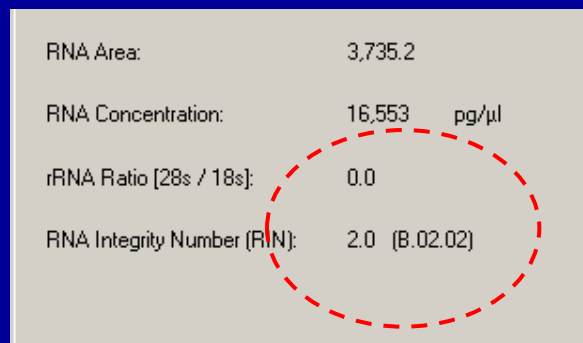 RNA Area: 3,735.2
RNA Concentration: 16,553 pg/µl
rRNA Ratio [28s / 18s]: 0.0
RNA Integrity Number (RIN): 2.0 (B.02.02)